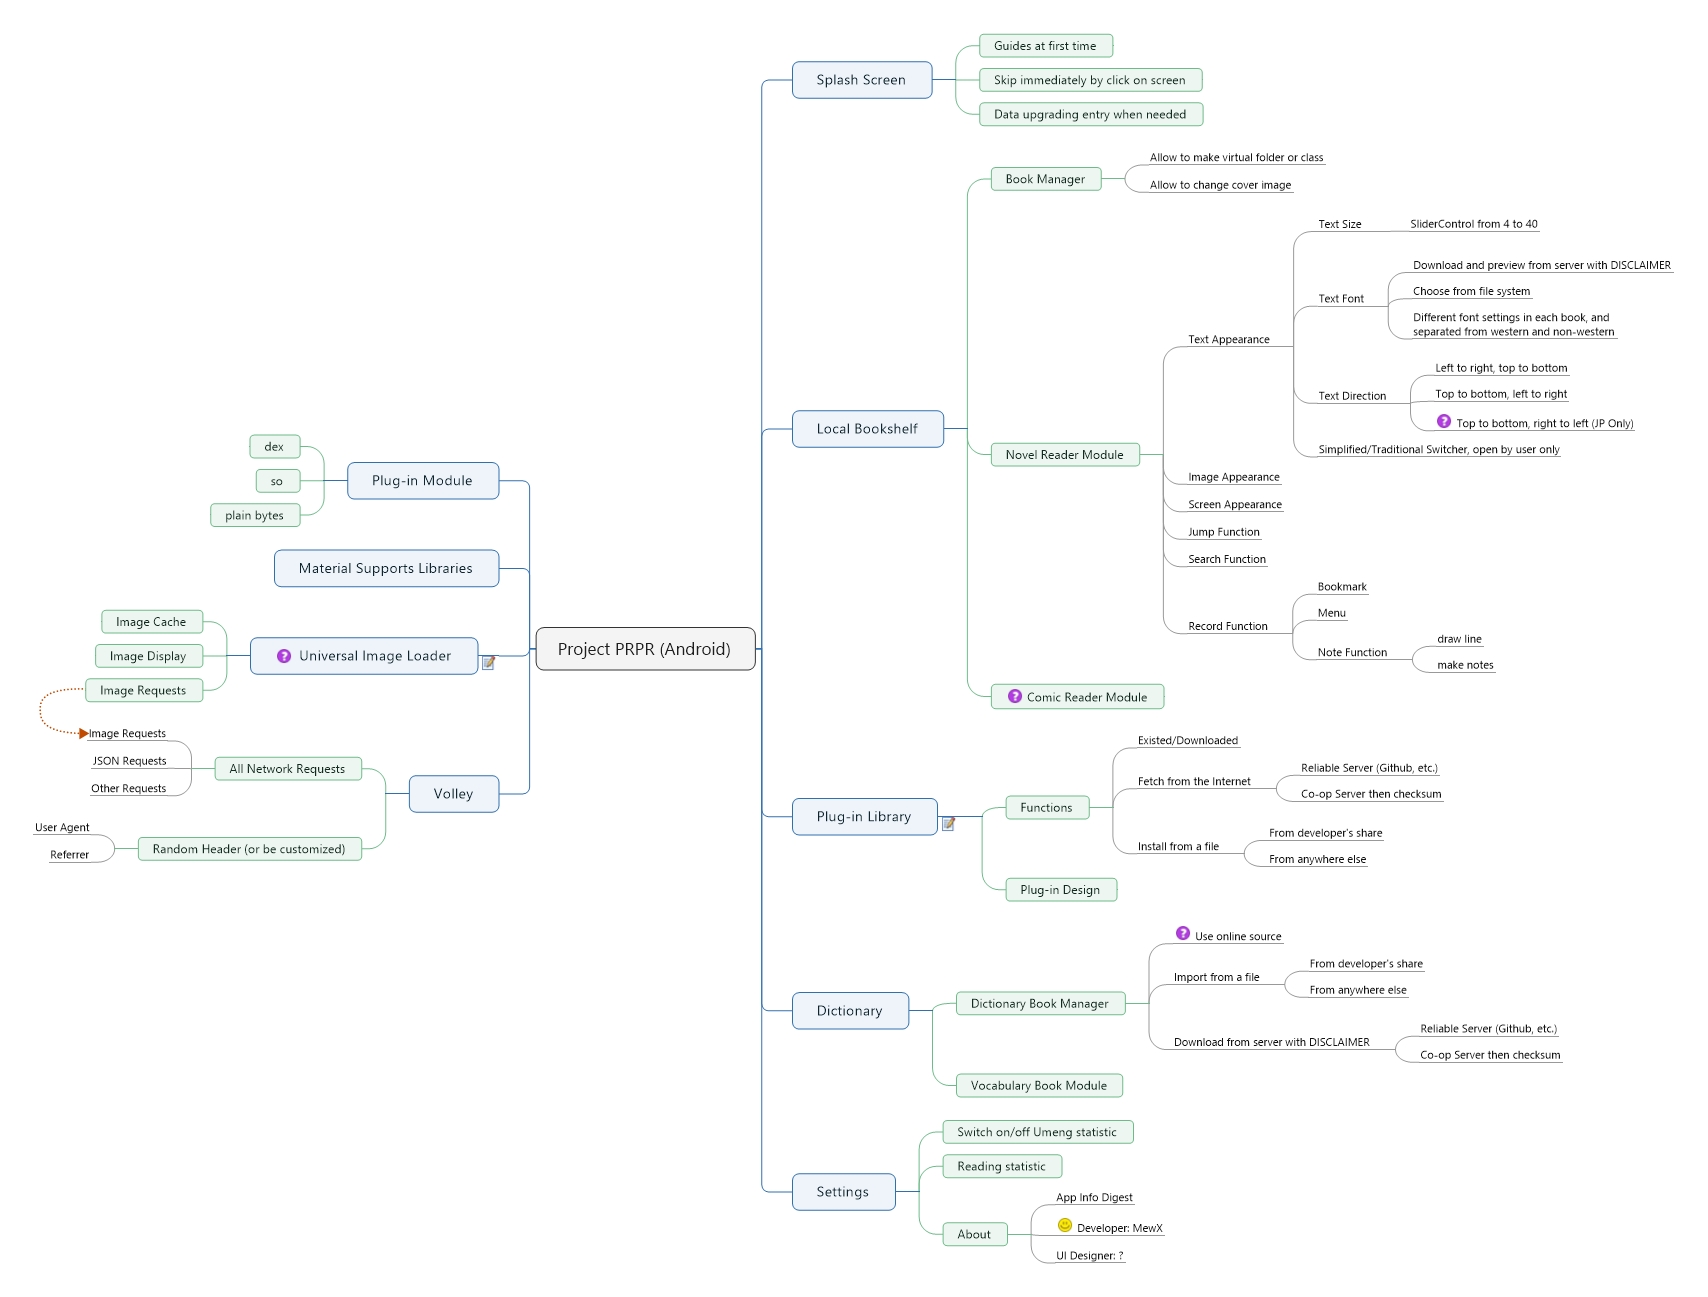 Project PRPR (Android)
Splash Screen
Guides at first time
Skip immediately by click on screen
Data upgrading entry when needed
Local Bookshelf
Book Manager
Allow to make virtual folder or class
Allow to change cover image
Novel Reader Module
Text Appearance
Text Size
SliderControl from 4 to 40
Text Font
Download and preview from server with DISCLAIMER
Choose from file system
Different font settings in each book, and
separated from western and non-western
Text Direction
Left to right, top to bottom
Top to bottom, left to right
Top to bottom, right to left (JP Only)
Simplified/Traditional Switcher, open by user only
Image Appearance
Screen Appearance
Jump Function
Search Function
Record Function
Bookmark
Menu
Note Function
draw line
make notes
Comic Reader Module
Plug-in Library
Functions
Existed/Downloaded
Fetch from the Internet
Reliable Server (Github, etc.)
Co-op Server then checksum
Install from a file
From developer's share
From anywhere else
Plug-in Design
Dictionary
Dictionary Book Manager
Use online source
Import from a file
From developer's share
From anywhere else
Download from server with DISCLAIMER
Reliable Server (Github, etc.)
Co-op Server then checksum
Vocabulary Book Module
Settings
Switch on/off Umeng statistic
Reading statistic
About
App Info Digest
Developer: MewX
UI Designer: ?
Plug-in Module
dex
so
plain bytes
Material Supports Libraries
Universal Image Loader
Image Cache
Image Display
Image Requests
Volley
All Network Requests
Image Requests
JSON Requests
Other Requests
Random Header (or be customized)
User Agent
Referrer